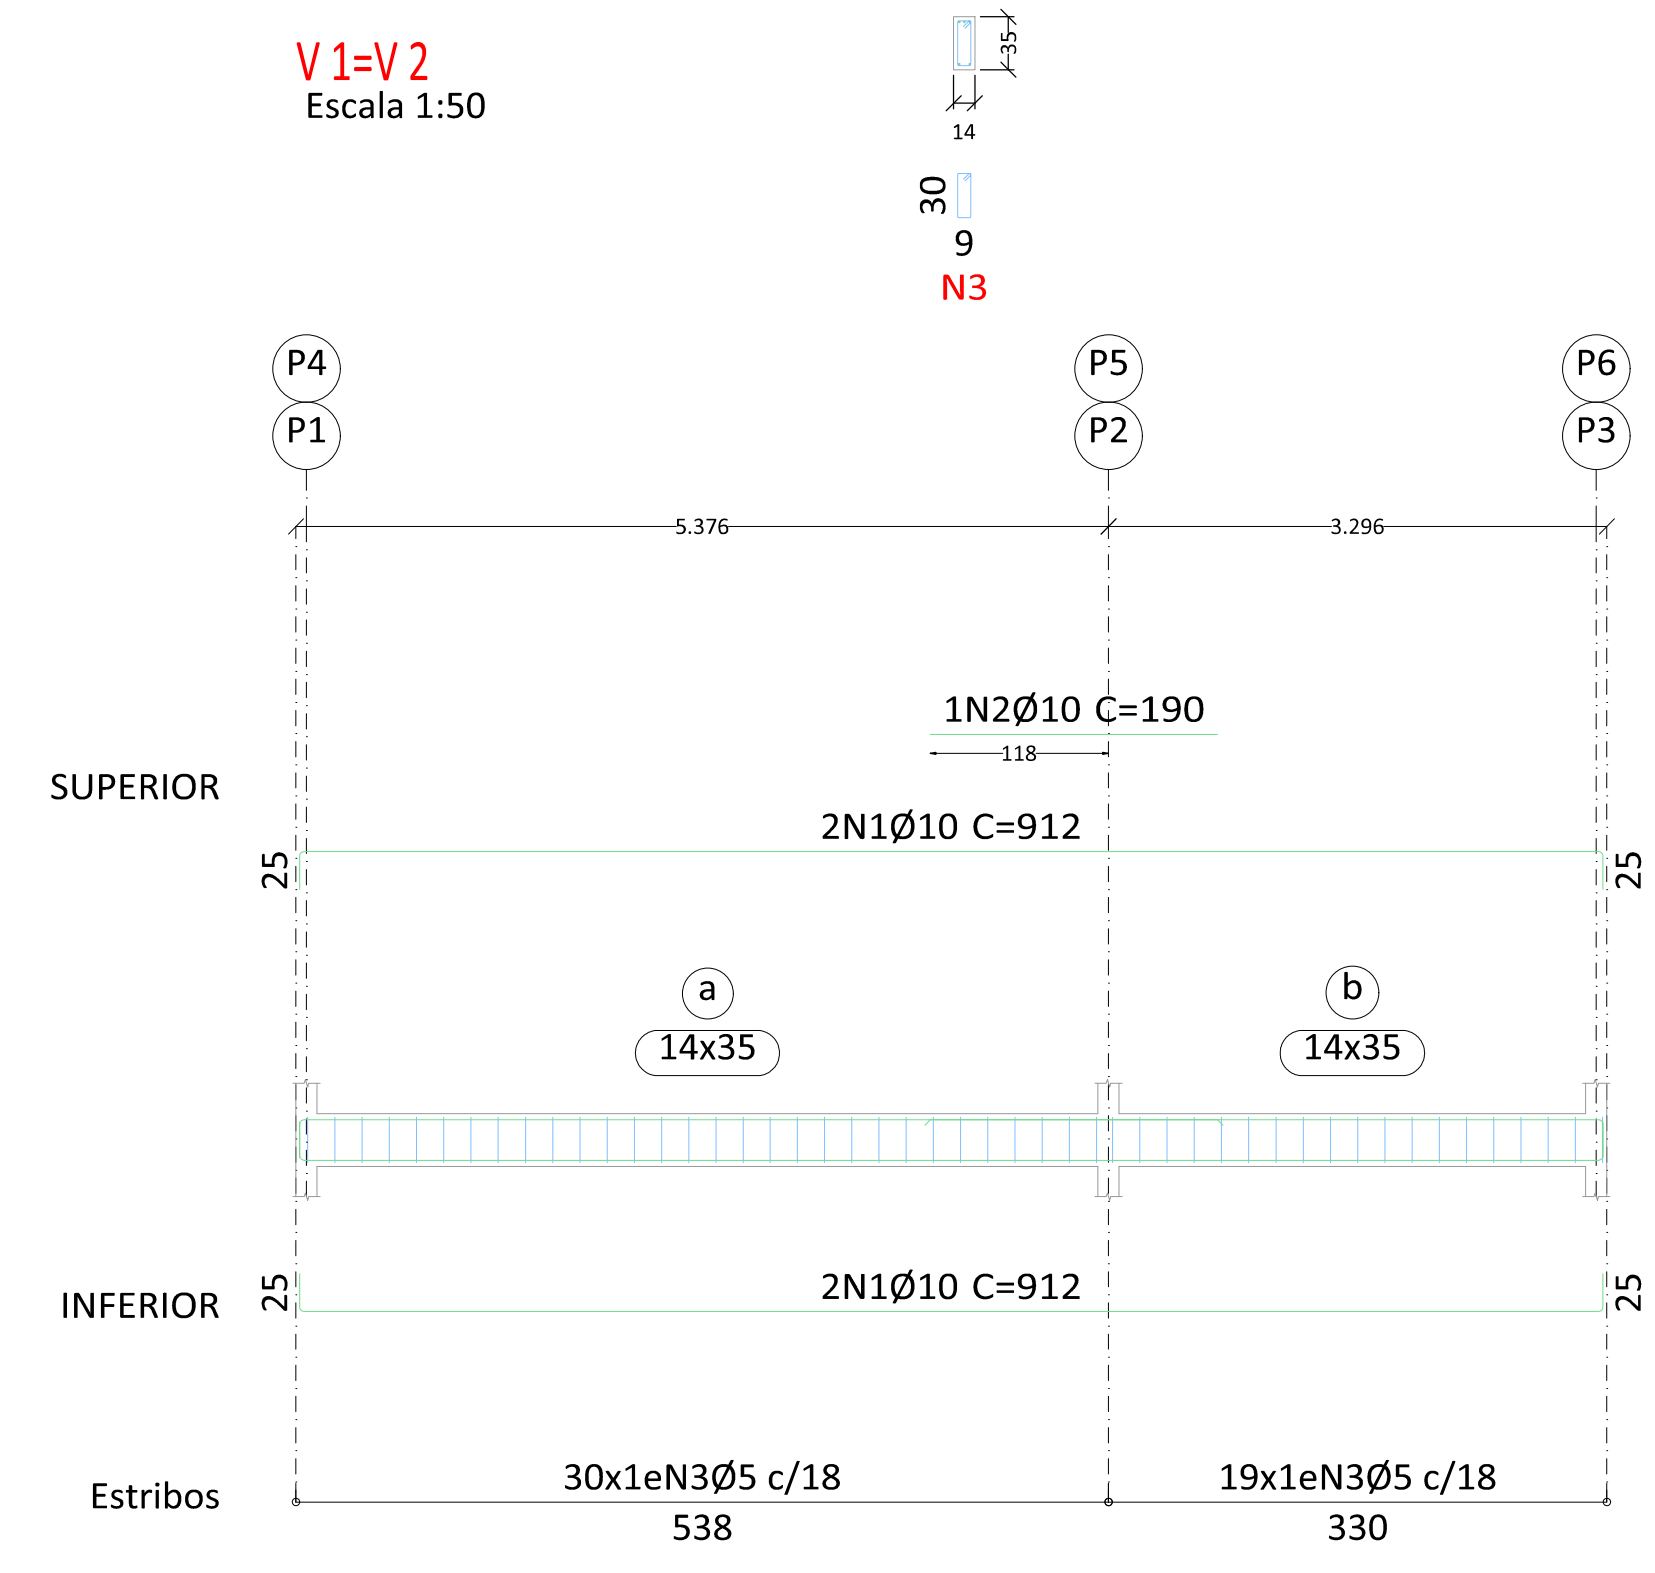 V 1=V 2
Escala 1:50
35
14
30
9
N3
P4 P5 P6
P1 P2 P3
5.376 3.296
1N2Ø10 C=190
118
SUPERIOR
2N1Ø10 C=912
25 25
a b
14x35 14x35
2N1Ø10 C=912
25 25
INFERIOR
30x1eN3Ø5 c/18 19x1eN3Ø5 c/18
Estribos
538 330